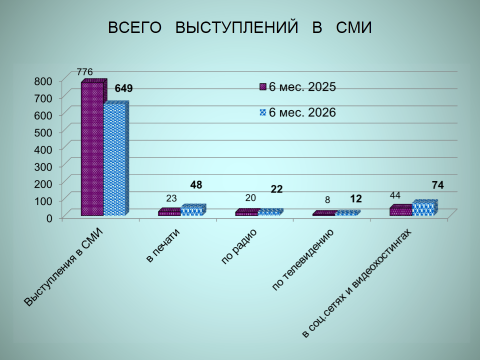 ВСЕГО ВЫСТУПЛЕНИЙ В СМИ
776
649
6 мес. 2025
6 мес. 2026
800
700
600
500
400
300
200
100
0
23
48
20
22
8
12
44
74
Выступления в СМИ
в печати
по радио
по телевидению
в соц.сетях и видеохостингах